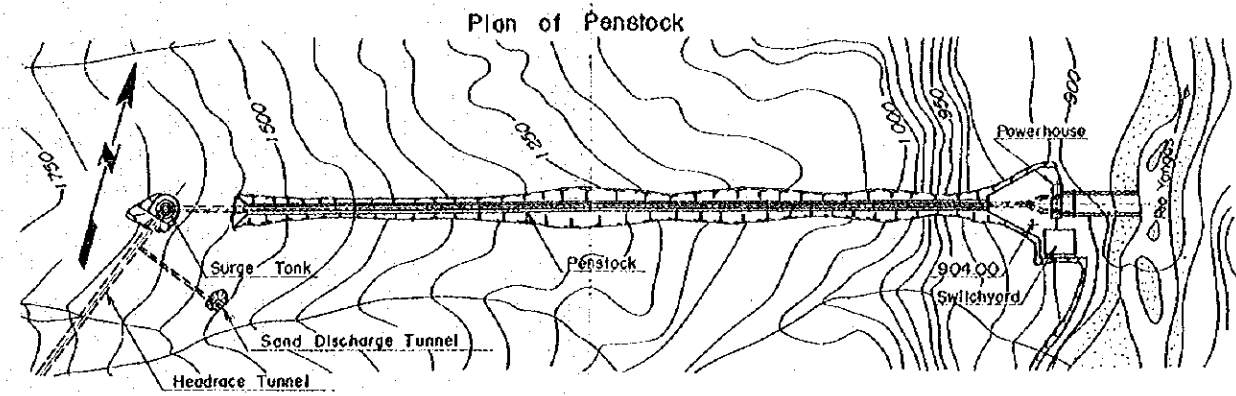 Plan of Penstock
1750
1500
1250
1000
950
900
Powerhouse
Rio Yanges
Surge Tank
Penstock
904.00
Switchyard
Sand Discharge Tunnel
Headrace Tunnel